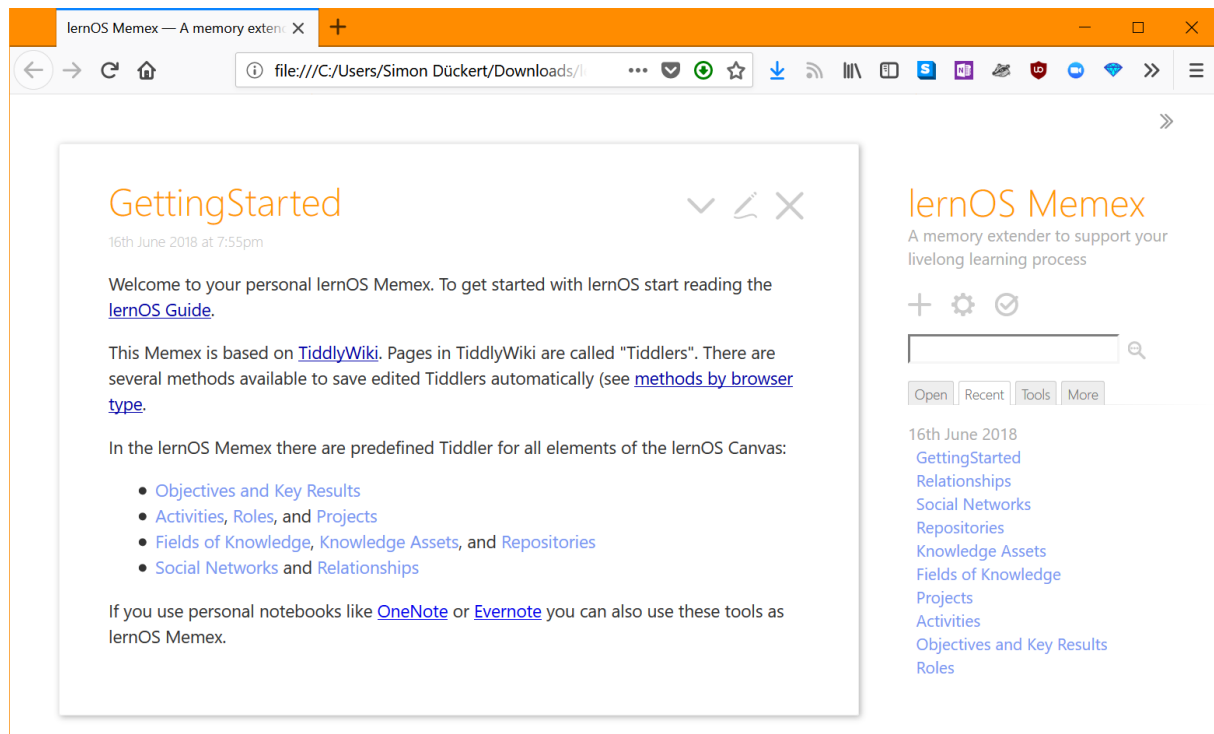 lernOS Memex — A memory exten
file:///C:/Users/Simon Dückert/Downloads/l
GettingStarted
16th June 2018 at 7:55pm
Welcome to your personal lernOS Memex. To get started with lernOS start reading the
lernOS Guide.
This Memex is based on TiddlyWiki. Pages in TiddlyWiki are called "Tiddlers". There are
several methods available to save edited Tiddlers automatically (see methods by browser
type.
In the lernOS Memex there are predefined Tiddler for all elements of the lernOS Canvas:
Objectives and Key Results
Activities, Roles, and Projects
Fields of Knowledge, Knowledge Assets, and Repositories
Social Networks and Relationships
If you use personal notebooks like OneNote or Evernote you can also use these tools as
lernOS Memex.
lernOS Memex
A memory extender to support your
livelong learning process
Open Recent Tools More
16th June 2018
GettingStarted
Relationships
Social Networks
Repositories
Knowledge Assets
Fields of Knowledge
Projects
Activities
Objectives and Key Results
Roles